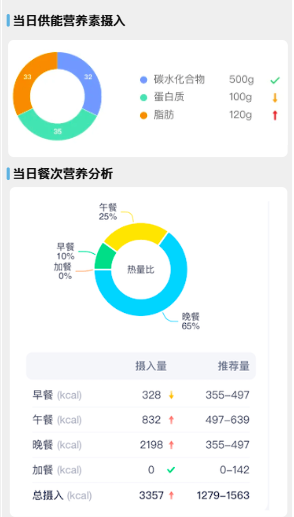 当日供能营养素摄入
33
32
35
碳水化合物 500g
蛋白质 100g
脂肪 120g
当日餐次营养分析
午餐
25%
早餐
10%
加餐
0%
热量比
晚餐
65%
摄入量 推荐量
早餐 (kcal) 328 355-497
午餐 (kcal) 832 497-639
晚餐 (kcal) 2198 355-497
加餐 (kcal) 0 0-142
总摄入 (kcal) 3357 1279-1563